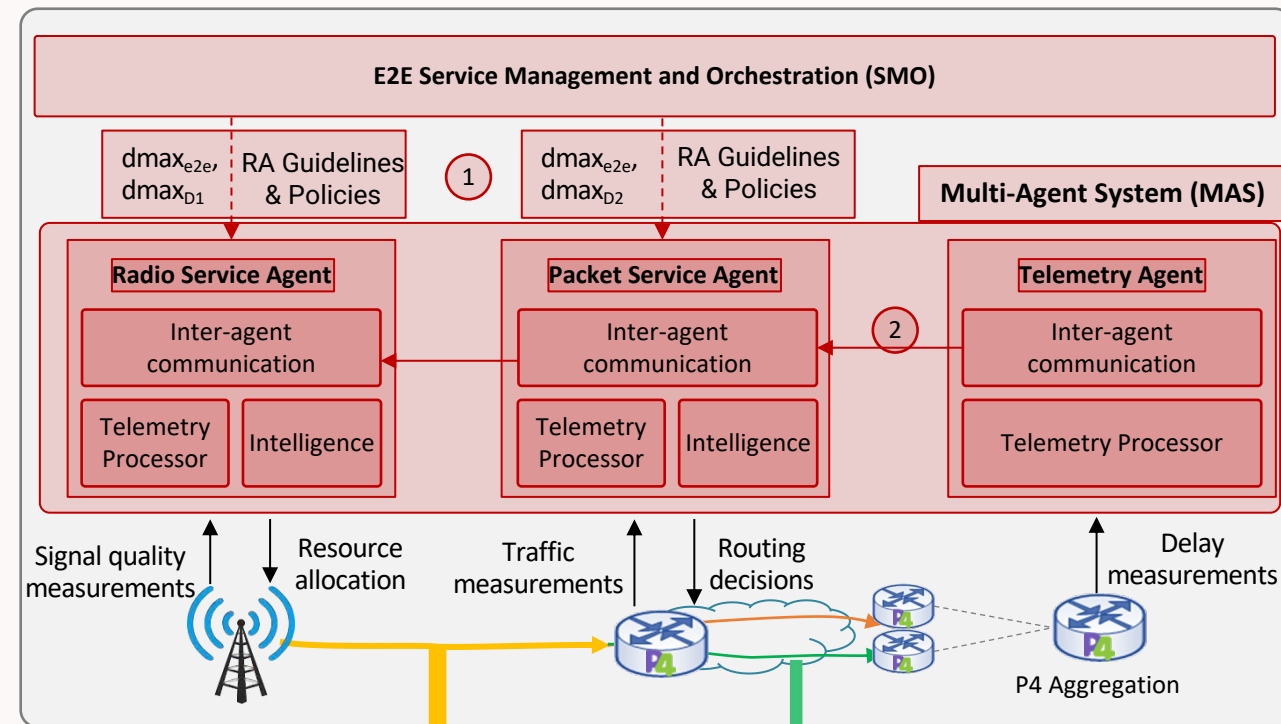 E2E Service Management and Orchestration (SMO)
dmaxe2e,
dmaxD1
RA Guidelines
& Policies
1
dmaxe2e,
dmaxD2
RA Guidelines
& Policies
Multi-Agent System (MAS)
Radio Service Agent
Inter-agent
communication
Telemetry
Processor
Intelligence
Packet Service Agent
Inter-agent
communication
Telemetry
Processor
Intelligence
2
Telemetry Agent
Inter-agent
communication
Telemetry Processor
Signal quality
measurements
Resource
allocation
Traffic
measurements
Routing
decisions
Delay
measurements
P4
P4
P4
P4
P4 Aggregation